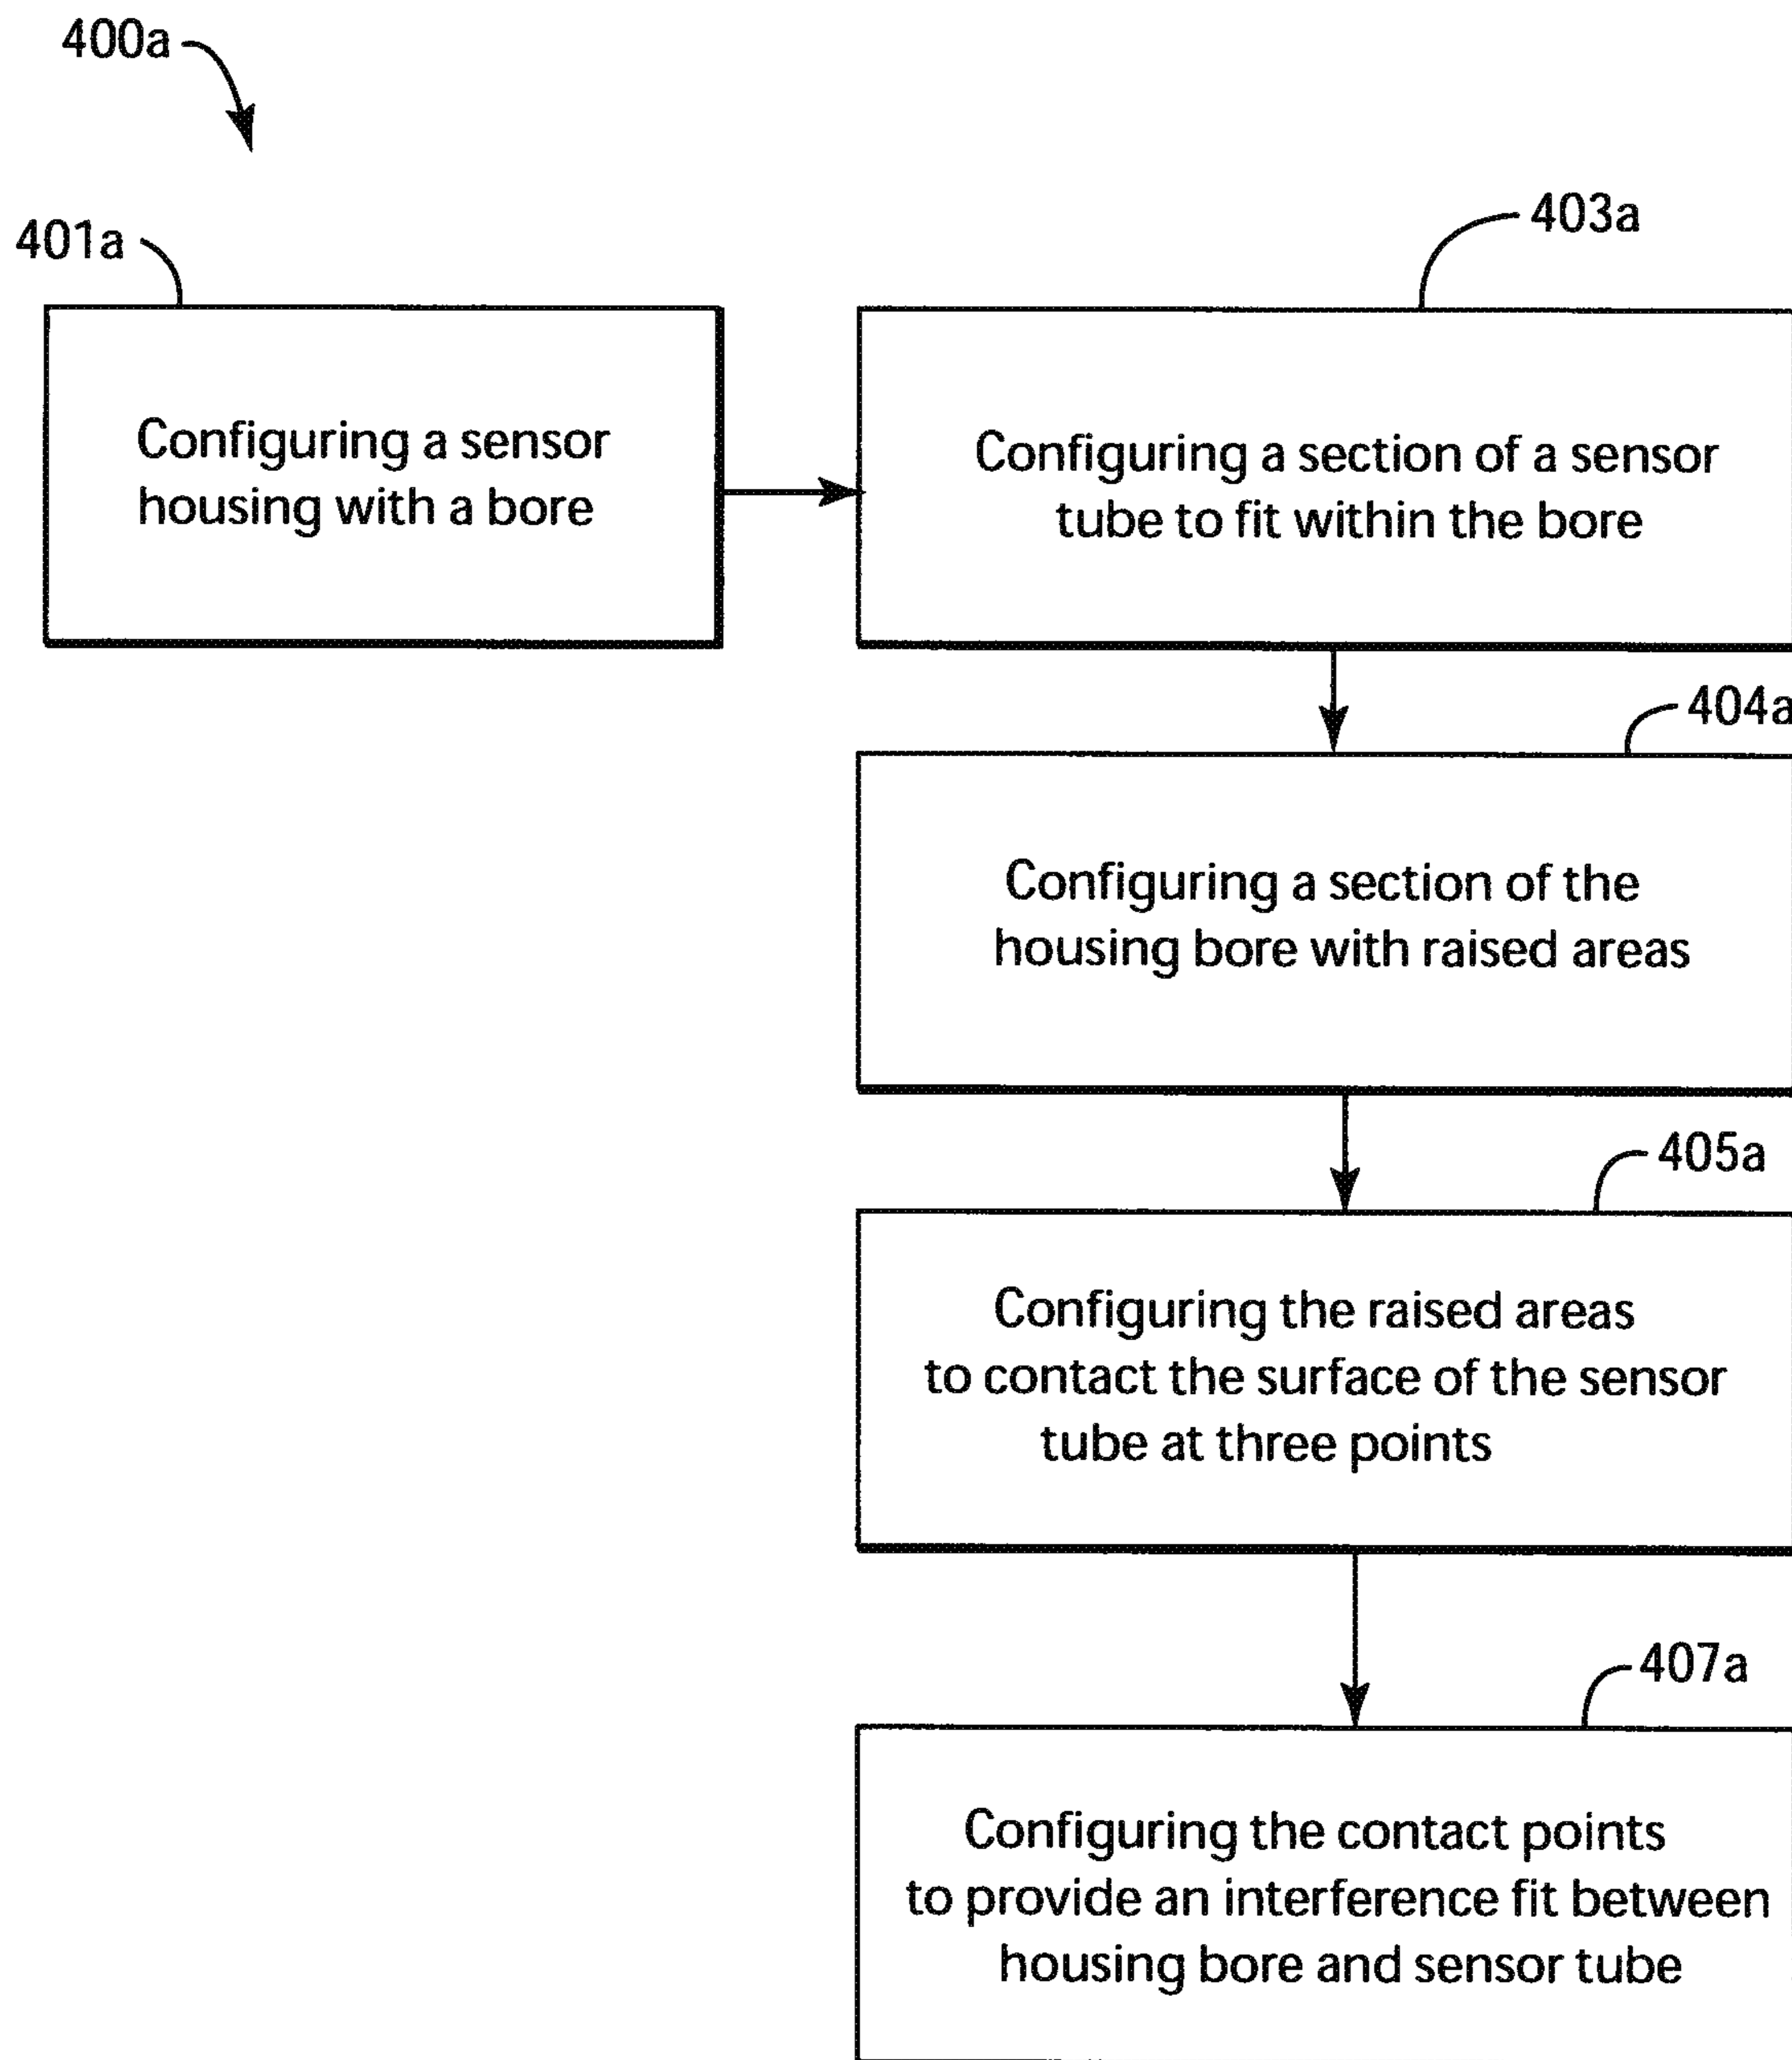 400a
401a
403a
Configuring a sensor
housing with a bore
Configuring a section of a sensor
tube to fit within the bore
404a
Configuring a section of the
housing bore with raised areas
405a
Configuring the raised areas
to contact the surface of the sensor
tube at three points
407a
Configuring the contact points
to provide an interference fit between
housing bore and sensor tube